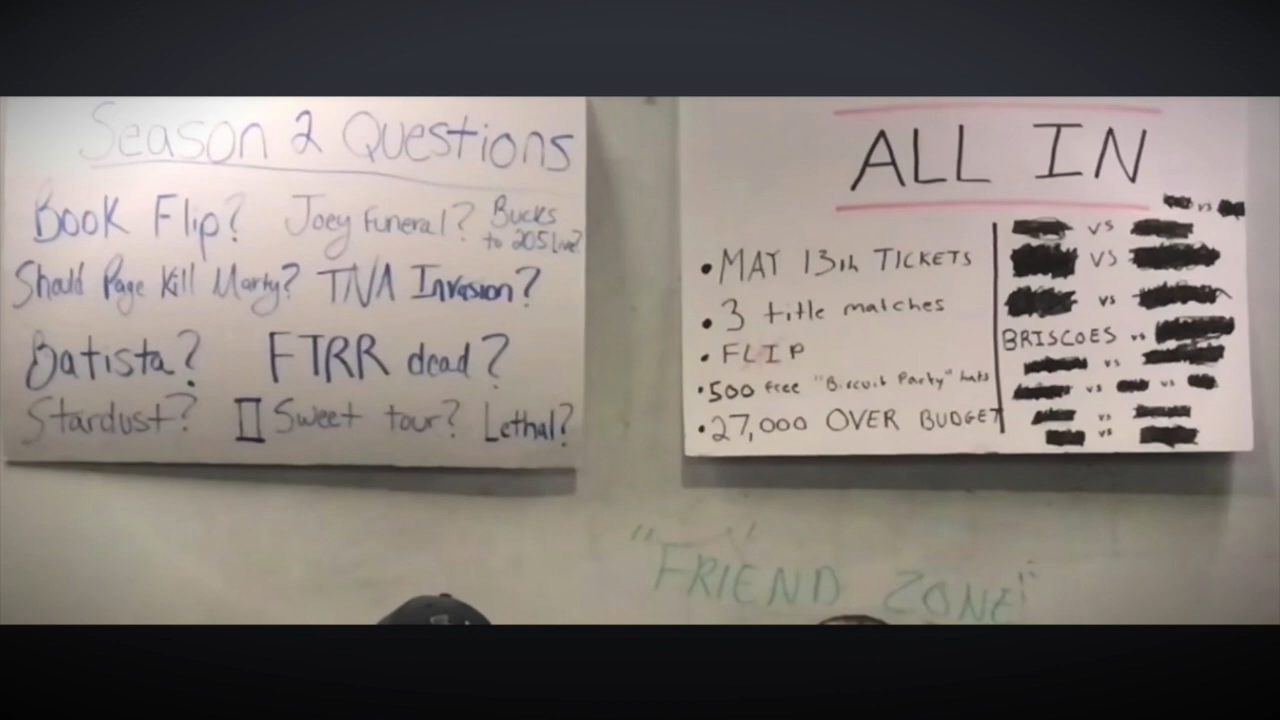 Season 2 Questions
Book Flip? Joey Funeral? Bucks to 205 Live?
Should Page Kill Marty? TNA Invasion?
Batista? FTRR dead?
Stardust? Sweet tour? Lethal?
ALL IN
• MAY 13th TICKETS
• 3 title matches
• FLIP
• 500 free "Biscuit Party" hats
• 27,000 OVER BUDGET
vs
vs
vs
vs
BRISCOES vs
vs
vs vs
vs
vs
"FRIEND ZONE"